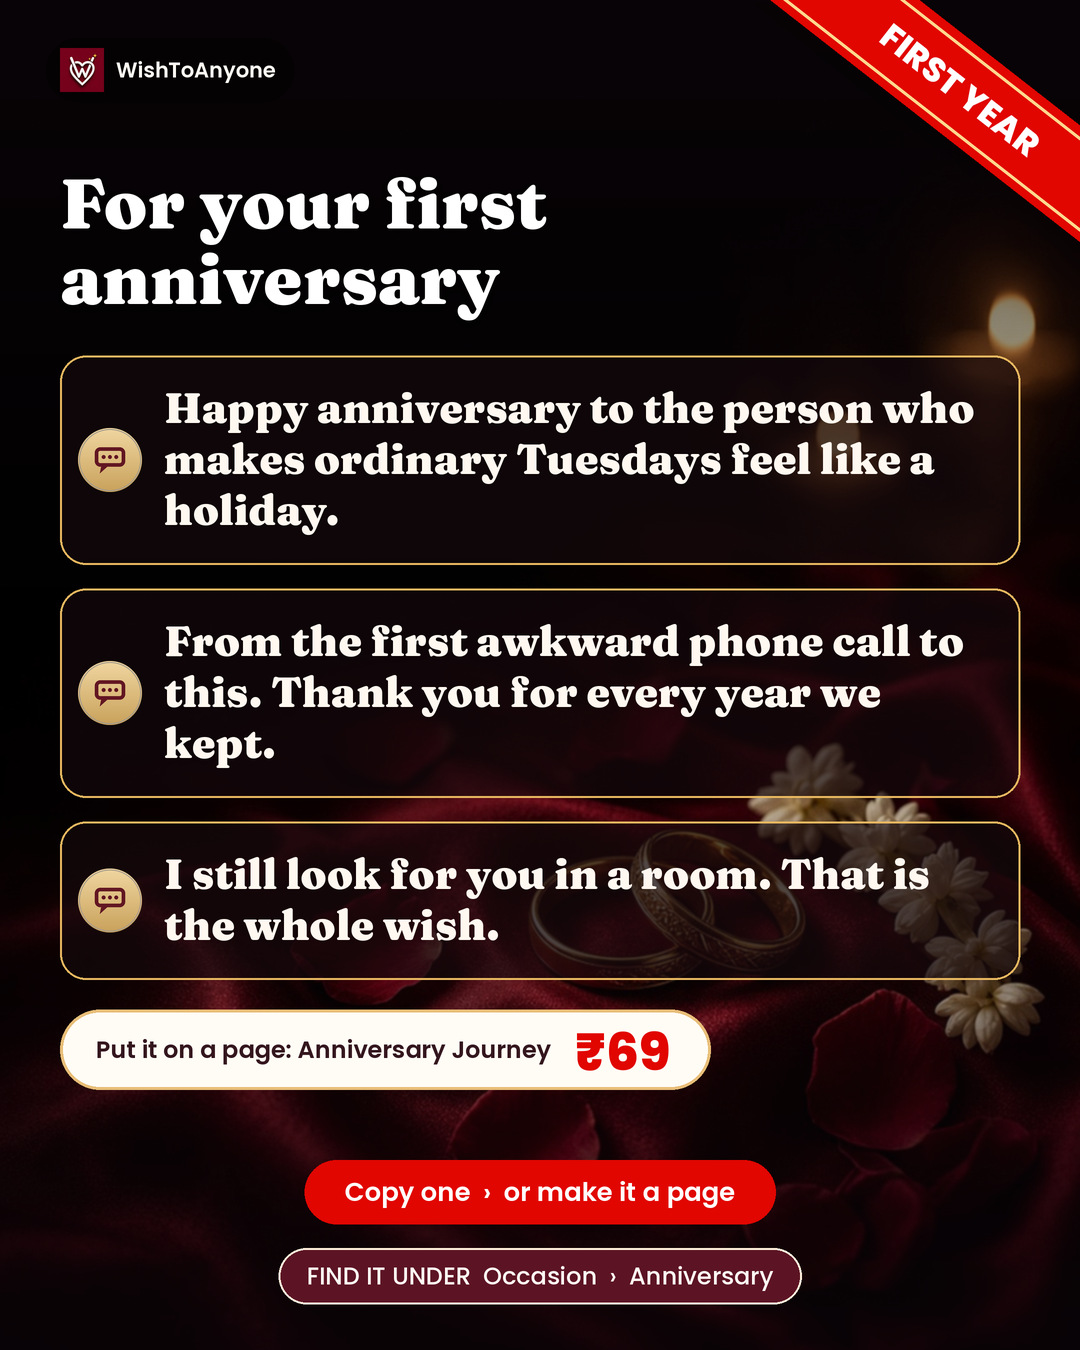 WishToAnyone
FIRST YEAR
For your first
anniversary
Happy anniversary to the person who
makes ordinary Tuesdays feel like a
holiday.
From the first awkward phone call to
this. Thank you for every year we
kept.
I still look for you in a room. That is
the whole wish.
Put it on a page: Anniversary Journey ₹69
Copy one › or make it a page
FIND IT UNDER Occasion › Anniversary